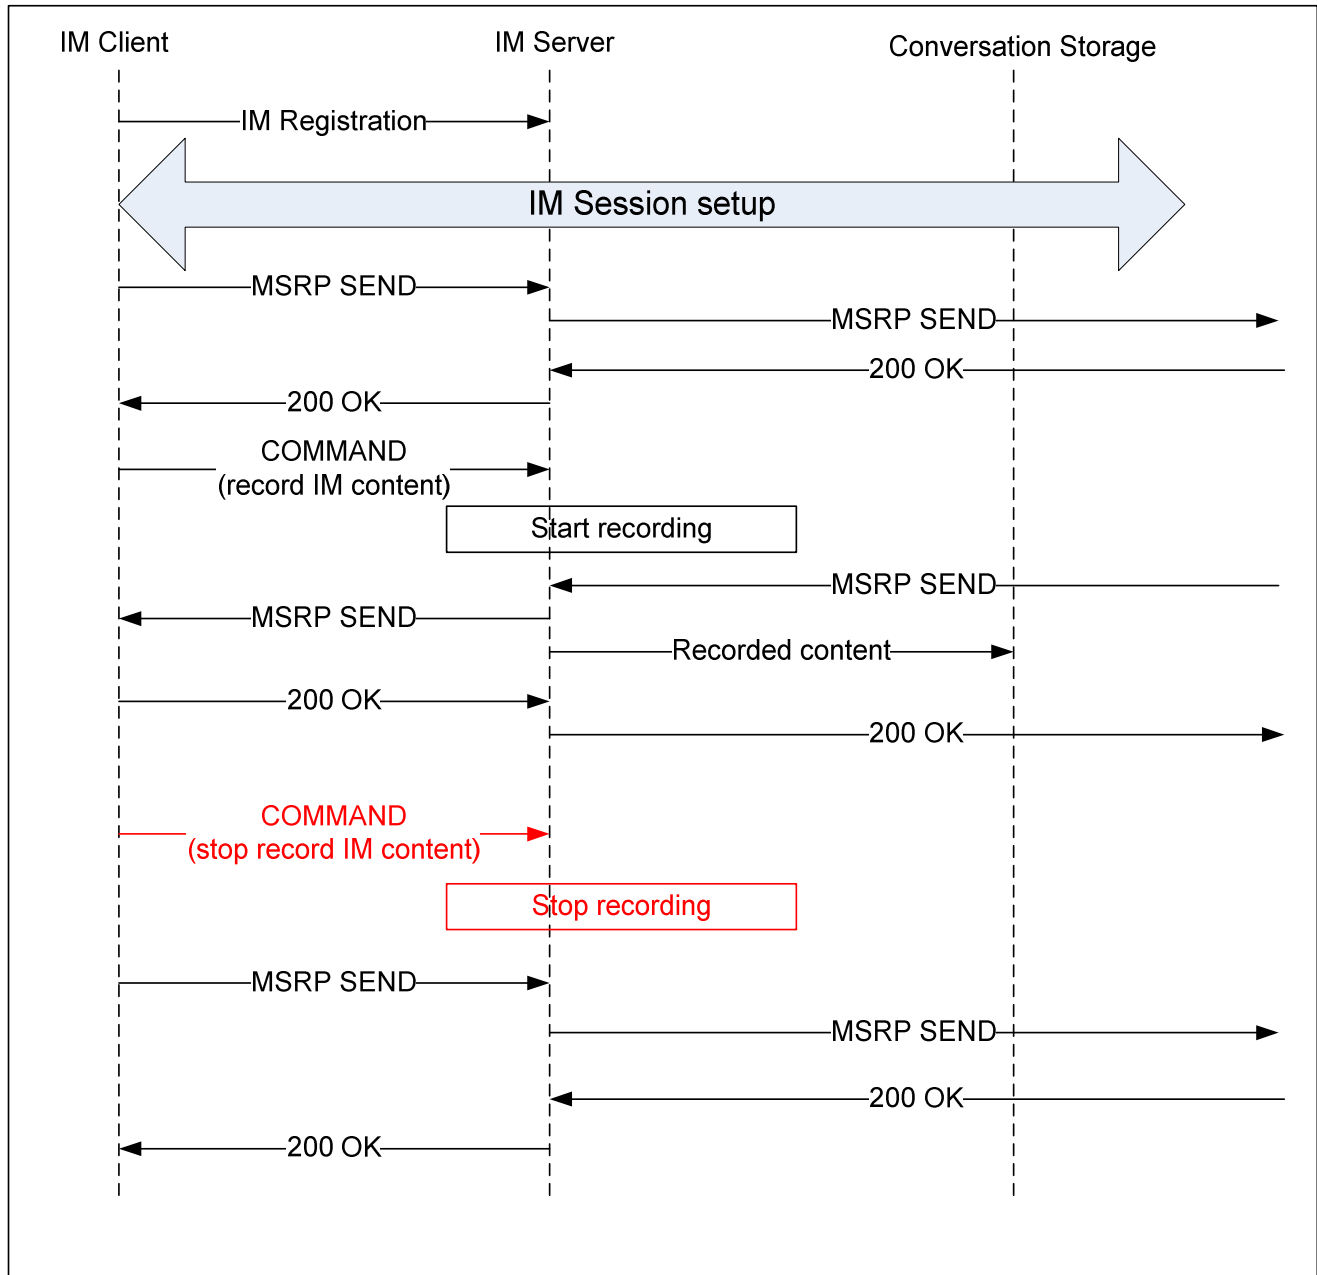 IM Client
IM Server
Conversation Storage
IM Registration
IM Session setup
MSRP SEND
MSRP SEND
200 OK
200 OK
COMMAND
(record IM content)
Start recording
MSRP SEND
MSRP SEND
Recorded content
200 OK
200 OK
COMMAND
(stop record IM content)
Stop recording
MSRP SEND
MSRP SEND
200 OK
200 OK